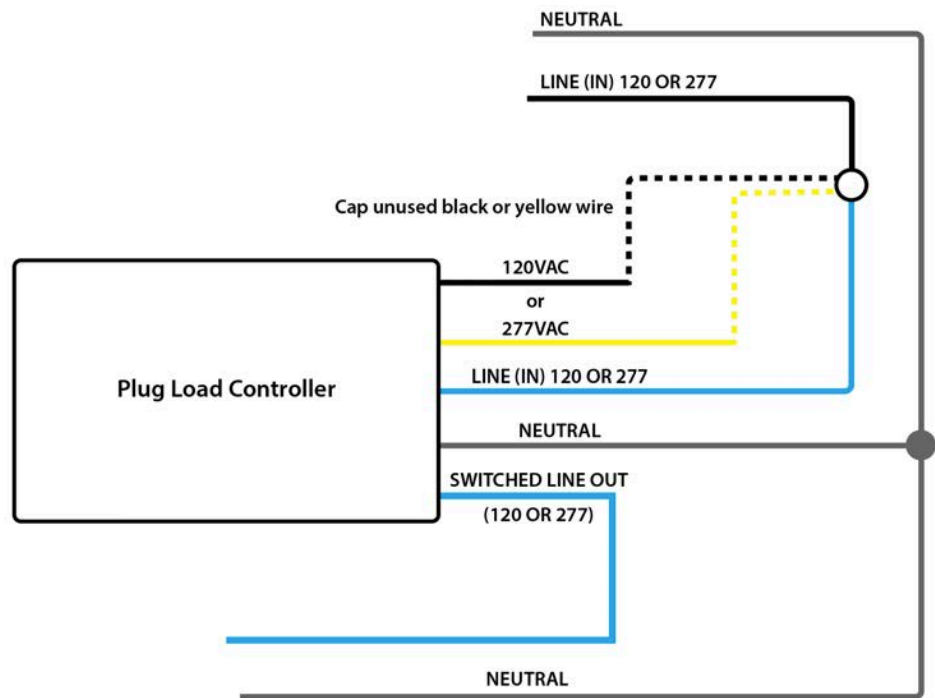 NEUTRAL
LINE (IN) 120 OR 277
Cap unused black or yellow wire
120VAC
or
277VAC
Plug Load Controller
LINE (IN) 120 OR 277
NEUTRAL
SWITCHED LINE OUT
(120 OR 277)
NEUTRAL